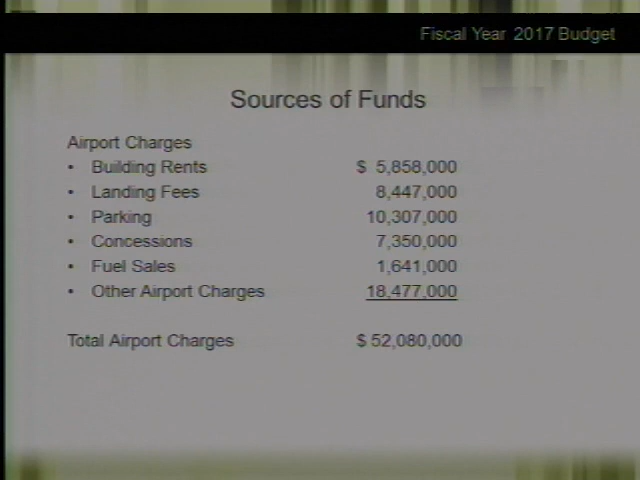 Fiscal Year 2017 Budget
Sources of Funds
Airport Charges
• Building Rents $ 5,858,000
• Landing Fees 8,447,000
• Parking 10,307,000
• Concessions 7,350,000
• Fuel Sales 1,641,000
• Other Airport Charges 18,477,000
Total Airport Charges $ 52,080,000